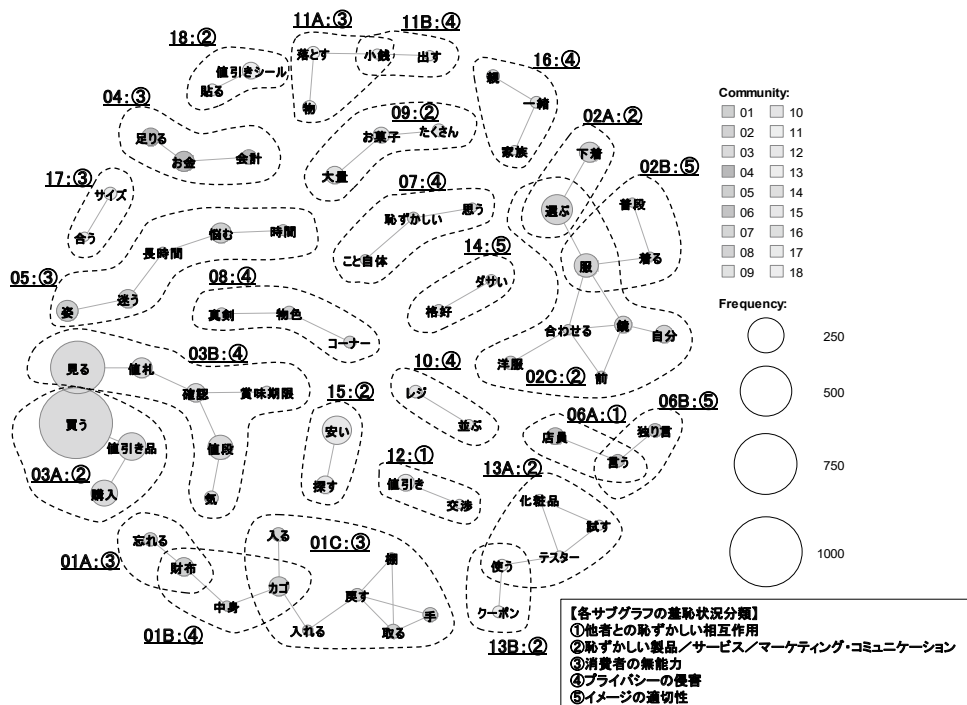 18:②
値引きシール
貼る
11A:③
落とす
物
11B:④
小銭
出す
16:④
親
一緒
家族
04:③
足りる
お金
会計
09:②
お菓子
たくさん
大量
02A:②
下着
選ぶ
02B:⑤
普段
着る
服
17:③
サイズ
合う
07:④
恥ずかしい
思う
こと自体
05:③
姿
迷う
長時間
悩む
時間
14:⑤
ダサい
格好
08:④
真剣
物色
コーナー
合わせる
鏡
自分
洋服
前
02C:②
03B:④
見る
値札
確認
賞味期限
値段
気
買う
値引き品
購入
03A:②
15:②
安い
探す
10:④
レジ
並ぶ
06A:①
店員
言う
06B:⑤
独り言
12:①
値引き
交渉
13A:②
化粧品
試す
テスター
使う
クーポン
13B:②
忘れる
01A:③
財布
中身
カゴ
01B:④
入る
01C:③
棚
戻す
入れる
取る
手
Community:
01 10
02 11
03 12
04 13
05 14
06 15
07 16
08 17
09 18
Frequency:
250
500
750
1000
【各サブグラフの羞恥状況分類】
①他者との恥ずかしい相互作用
②恥ずかしい製品／サービス／マーケティング・コミュニケーション
③消費者の無能力
④プライバシーの侵害
⑤イメージの適切性